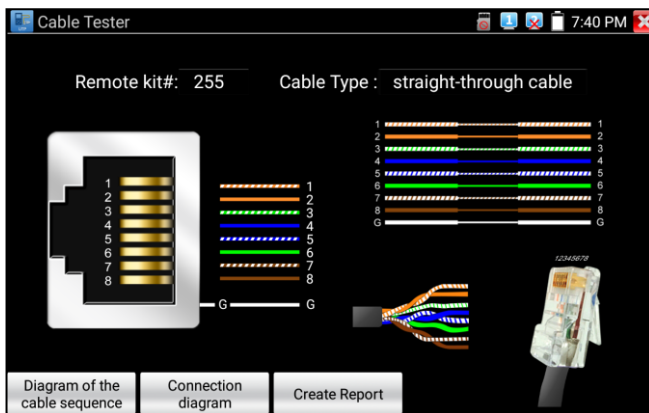 Cable Tester
1
7:40 PM
Remote kit#: 255
Cable Type : straight-through cable
1 1
2 2
3 3
4 4
5 5
6 6
7 7
8 8
G G
1
2
3
4
5
6
7
8
1
2
3
4
5
6
7
8
G G
12345678
Diagram of the
cable sequence
Connection
diagram
Create Report